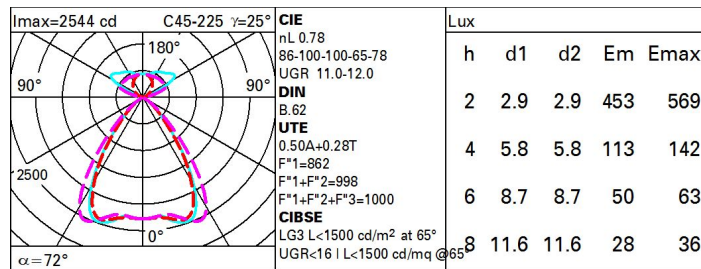 Imax=2544 cd C45-225 γ=25°
180°
90° 90°
2500
0°
α=72°
CIE
nL 0.78
86-100-100-65-78
UGR 11.0-12.0
DIN
B.62
UTE
0.50A+0.28T
F"1=862
F"1+F"2=998
F"1+F"2+F"3=1000
CIBSE
LG3 L<1500 cd/m² at 65°
UGR<16 | L<1500 cd/mq @65°
Lux
h d1 d2 Em Emax
2 2.9 2.9 453 569
4 5.8 5.8 113 142
6 8.7 8.7 50 63
8 11.6 11.6 28 36